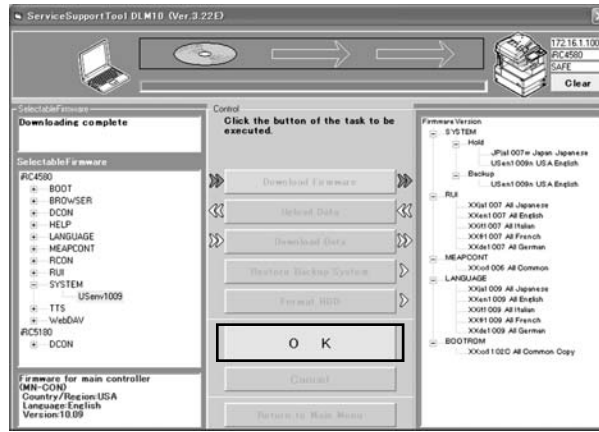 ServiceSupportTool DLM10 (Ver.3.22E)
172.16.1.100
iRC4580
SAFE
Clear
SelectableFirmware
Downloading complete
SelectableFirmware
iRC4580
BOOT
BROWSER
DCON
HELP
LANGUAGE
MEAPCONT
RCON
RUI
SYSTEM
USenv1009
TTS
WebDAV
iRC5180
DCON
Firmware for main controller
(MN-CON)
Country/Region:USA
Language:English
Version:10.09
Control
Click the button of the task to be
executed.
Download Firmware
Upload Data
Download Data
Restore Backup System
Format HDD
O K
Commit
Return to Main Menu
Firmware Version
SYSTEM
Hold
JPjal 007w Japan Japanese
USen1 009n USA English
Backup
USen1 009n USA English
RUI
XXjal 007 All Japanese
XXen1 007 All English
XXit1 007 All Italian
XXfr1 007 All French
XXde1 007 All German
MEAPCONT
XXcd 006 All Common
LANGUAGE
XXjal 009 All Japanese
XXen1 009 All English
XXit1 009 All Italian
XXfr1 009 All French
XXde1 009 All German
BOOTROM
XXcd 102C All Common Copy